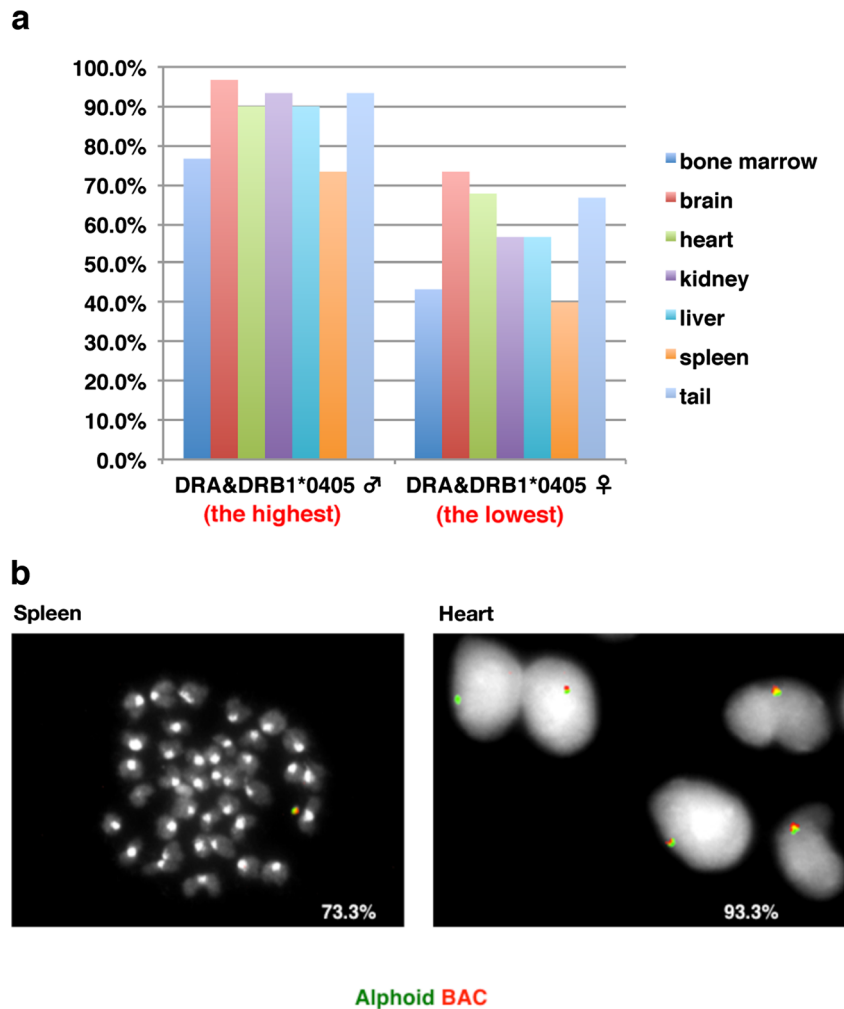 a
100.0%
90.0%
80.0%
70.0%
60.0%
50.0%
40.0%
30.0%
20.0%
10.0%
0.0%
DRA&DRB1*0405 ♂
(the highest)
DRA&DRB1*0405 ♀
(the lowest)
bone marrow
brain
heart
kidney
liver
spleen
tail
b
Spleen
Heart
73.3%
93.3%
Alphoid BAC